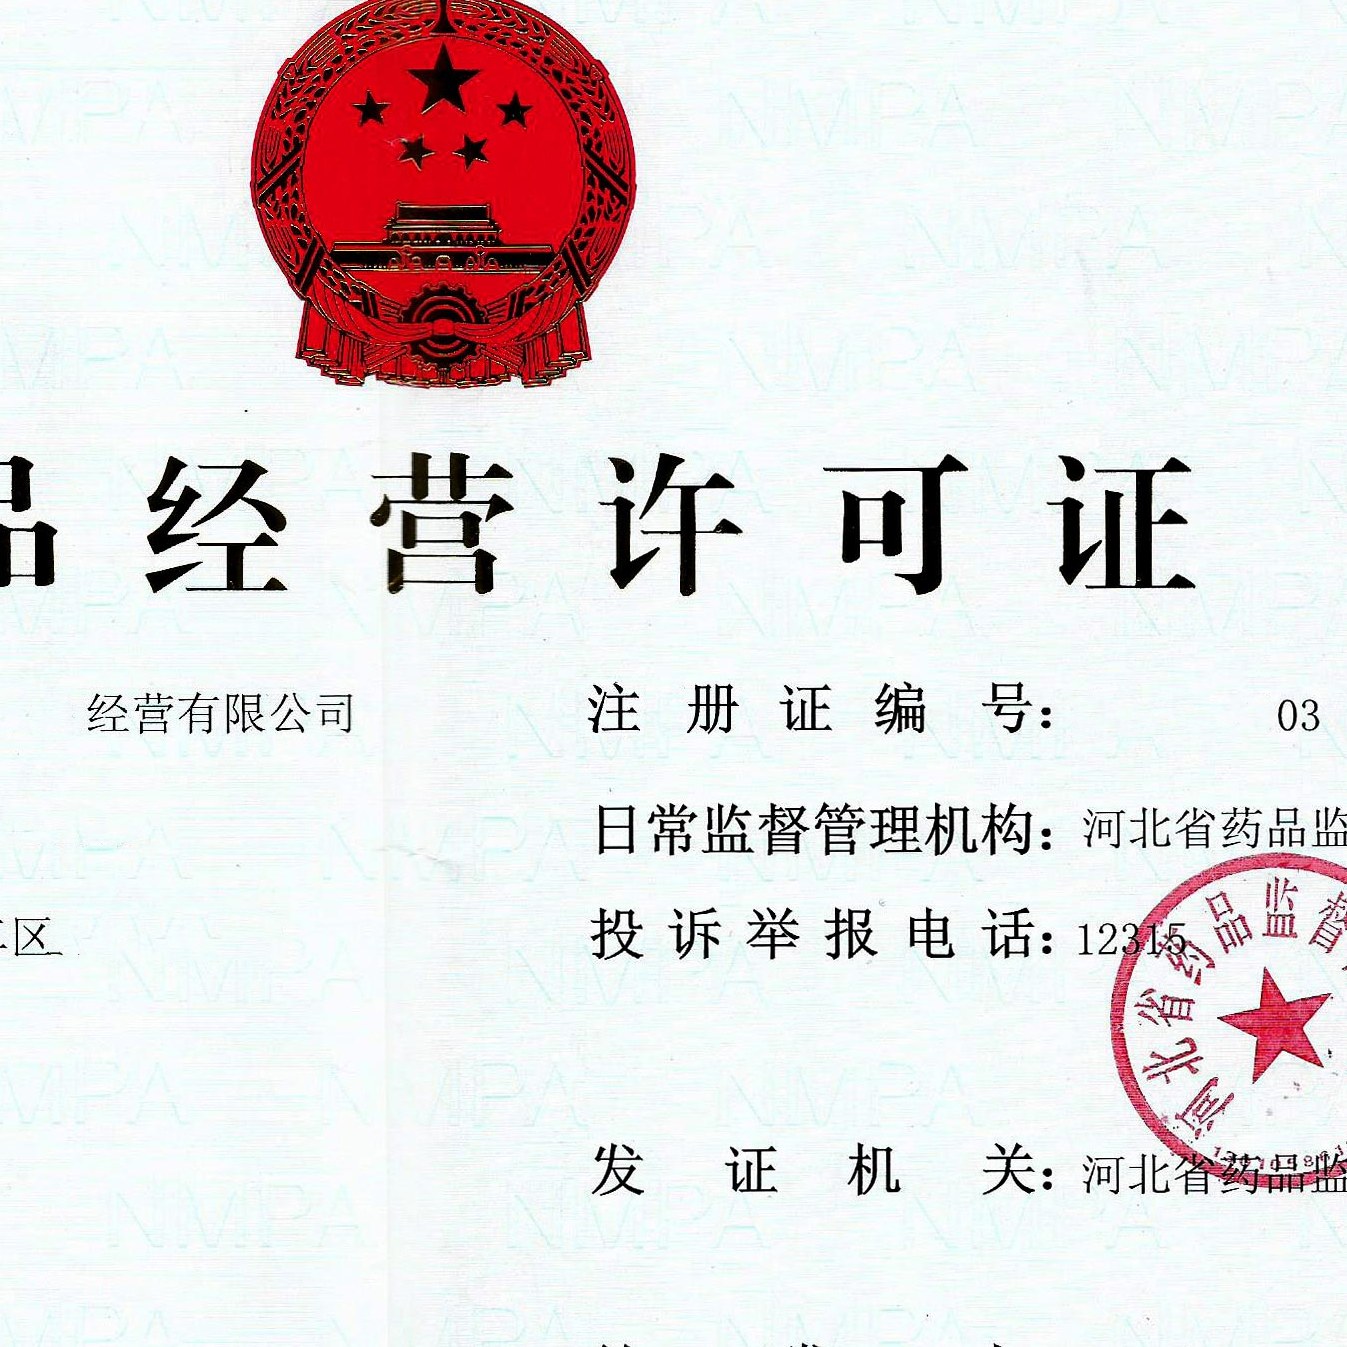 品经营许可证
经营有限公司 注册证编号： 03
日常监督管理机构：河北省药品监
区 投诉举报电话：12315
河北省药品监督
发证机关：河北省药品监